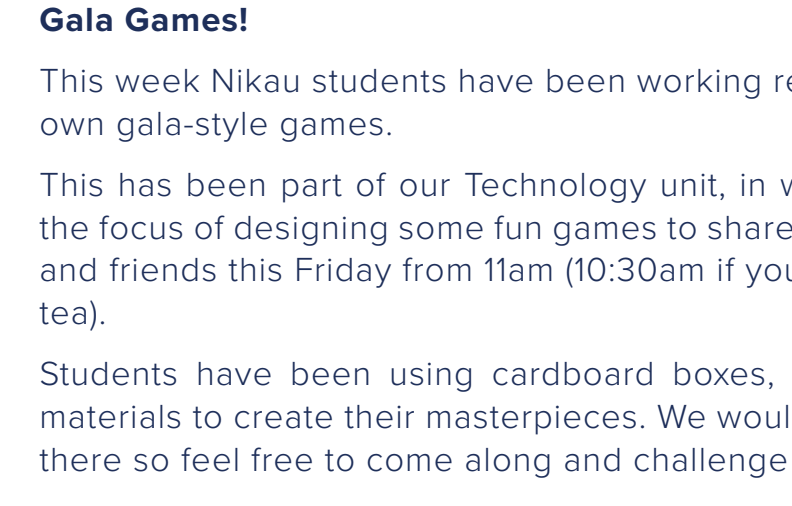 Gala Games!
This week Nikau students have been working
own gala-style games.
This has been part of our Technology unit, in
the focus of designing some fun games to share
and friends this Friday from 11am (10:30am if
tea).
Students have been using cardboard boxes,
materials to create their masterpieces. We
there so feel free to come along and challenge